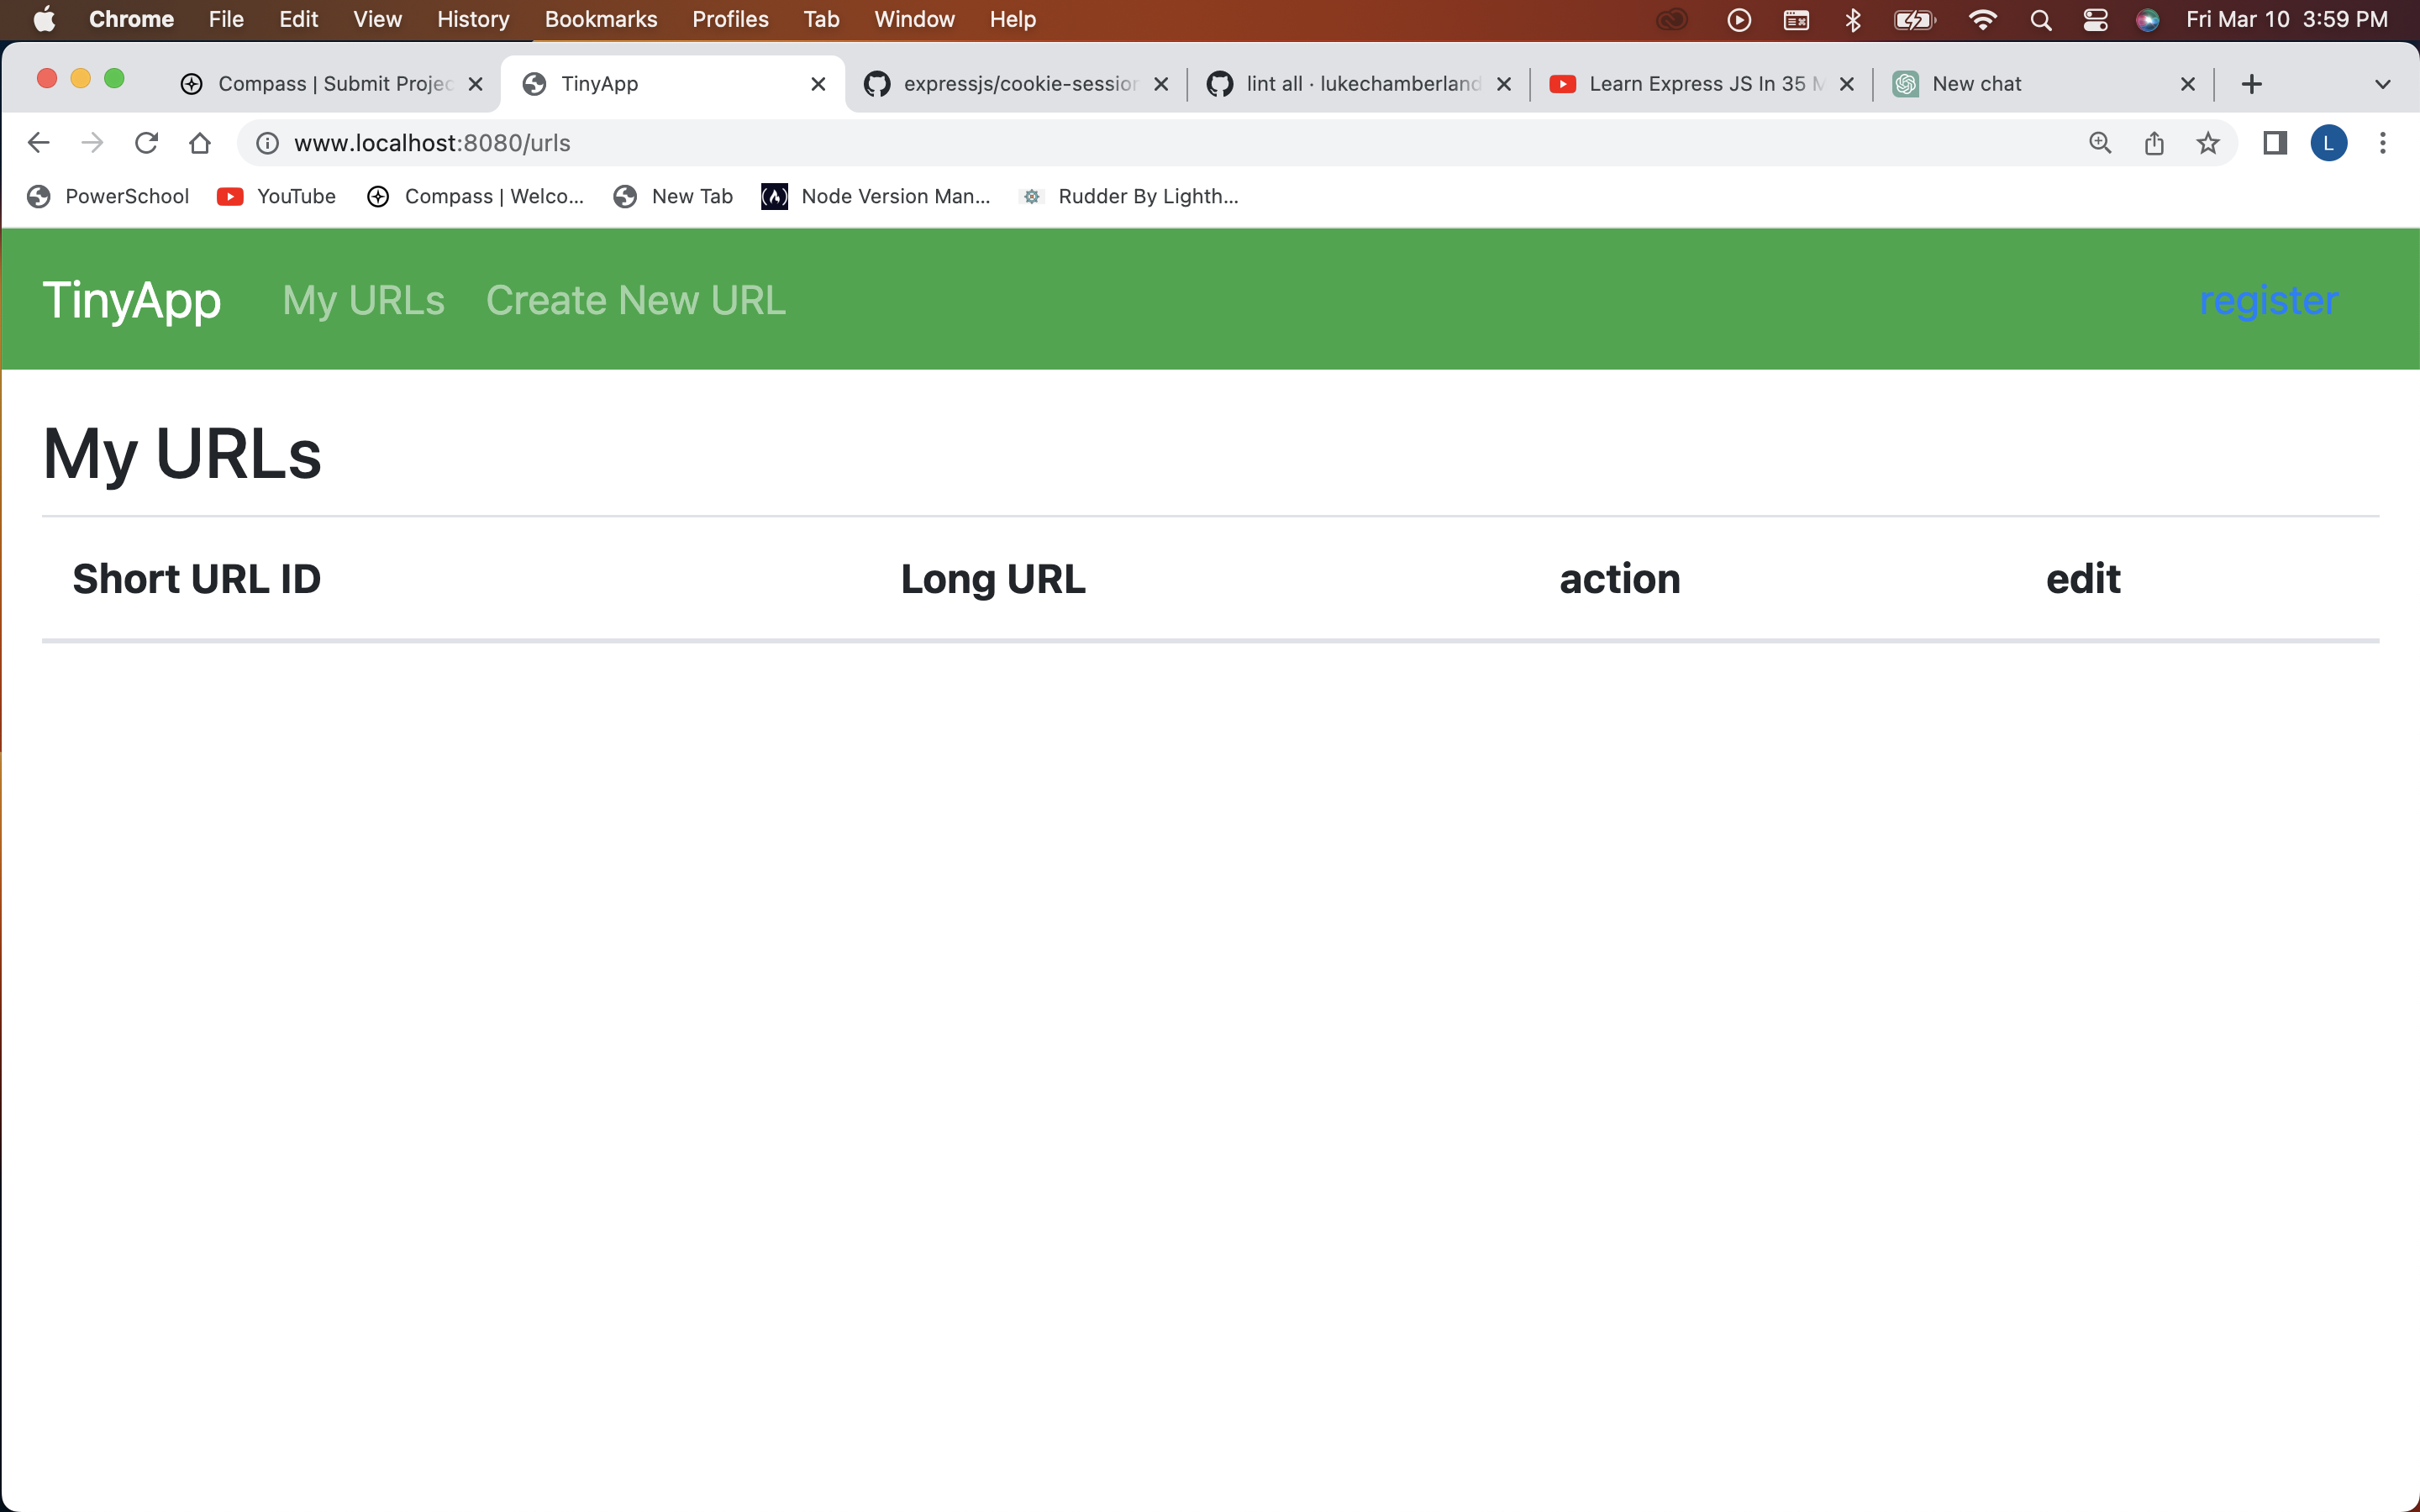 Chrome File Edit View History Bookmarks Profiles Tab Window Help Fri Mar 10 3:59 PM
Compass | Submit Projec TinyApp expressjs/cookie-session lint all · lukechamberland Learn Express JS In 35 M New chat
www.localhost:8080/urls L
PowerSchool YouTube Compass | Welco... New Tab Node Version Man... Rudder By Lighth...
TinyApp My URLs Create New URL register
My URLs
Short URL ID Long URL action edit